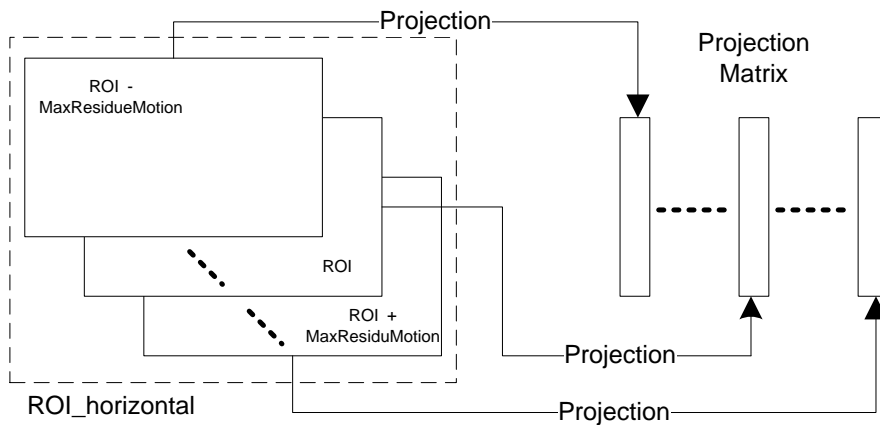 Projection
Projection
Matrix
ROI -
MaxResidueMotion
ROI
ROI +
MaxResiduMotion
Projection
ROI_horizontal
Projection